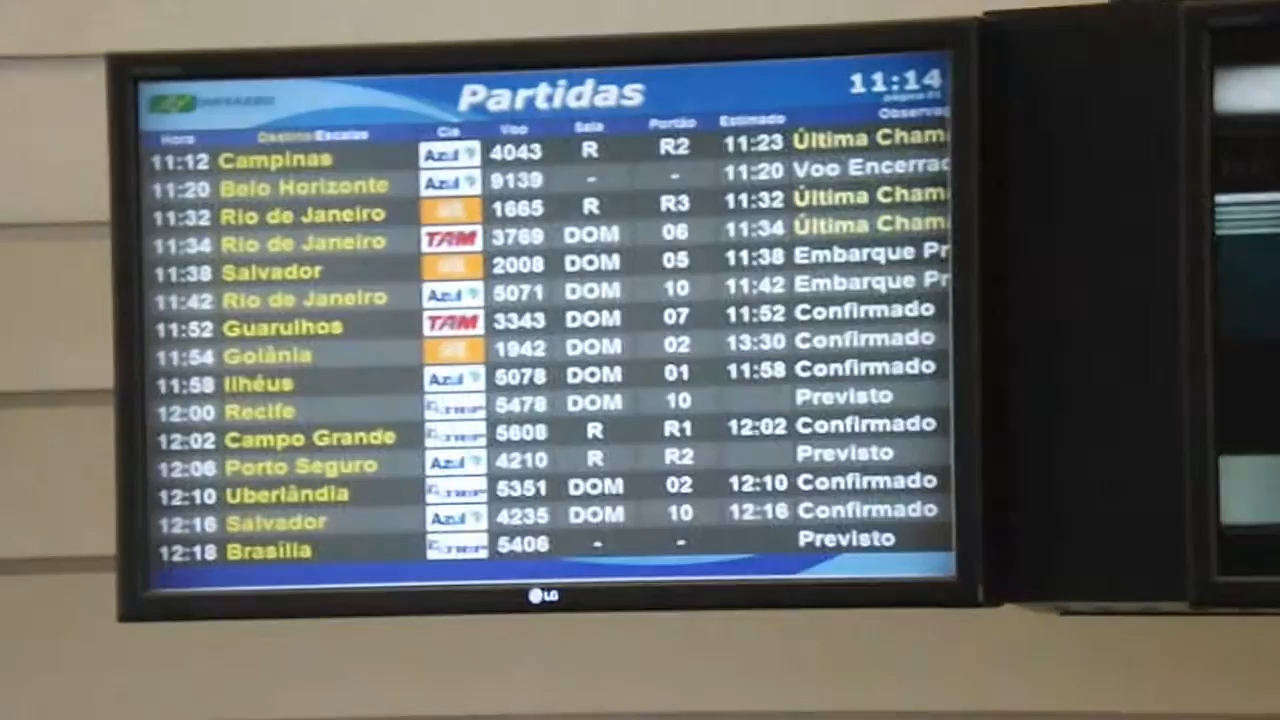 Partidas 11:14
Hora Destino/Escalas Cia Voo Sala Portão Estimado Observaç
11:12 Campinas Azul 4043 R R2 11:23 Última Cham
11:20 Belo Horizonte Azul 9139 - - 11:20 Voo Encerrad
11:32 Rio de Janeiro 1665 R R3 11:32 Última Cham
11:34 Rio de Janeiro TAM 3769 DOM 06 11:34 Última Cham
11:38 Salvador 2008 DOM 05 11:38 Embarque Pr
11:42 Rio de Janeiro Azul 5071 DOM 10 11:42 Embarque Pr
11:52 Guarulhos TAM 3343 DOM 07 11:52 Confirmado
11:54 Goiânia 1942 DOM 02 13:30 Confirmado
11:58 Ilhéus Azul 5078 DOM 01 11:58 Confirmado
12:00 Recife 5478 DOM 10 Previsto
12:02 Campo Grande 5608 R R1 12:02 Confirmado
12:06 Porto Seguro Azul 4210 R R2 Previsto
12:10 Uberlândia 5351 DOM 02 12:10 Confirmado
12:16 Salvador Azul 4235 DOM 10 12:16 Confirmado
12:18 Brasília 5406 - - Previsto
LG